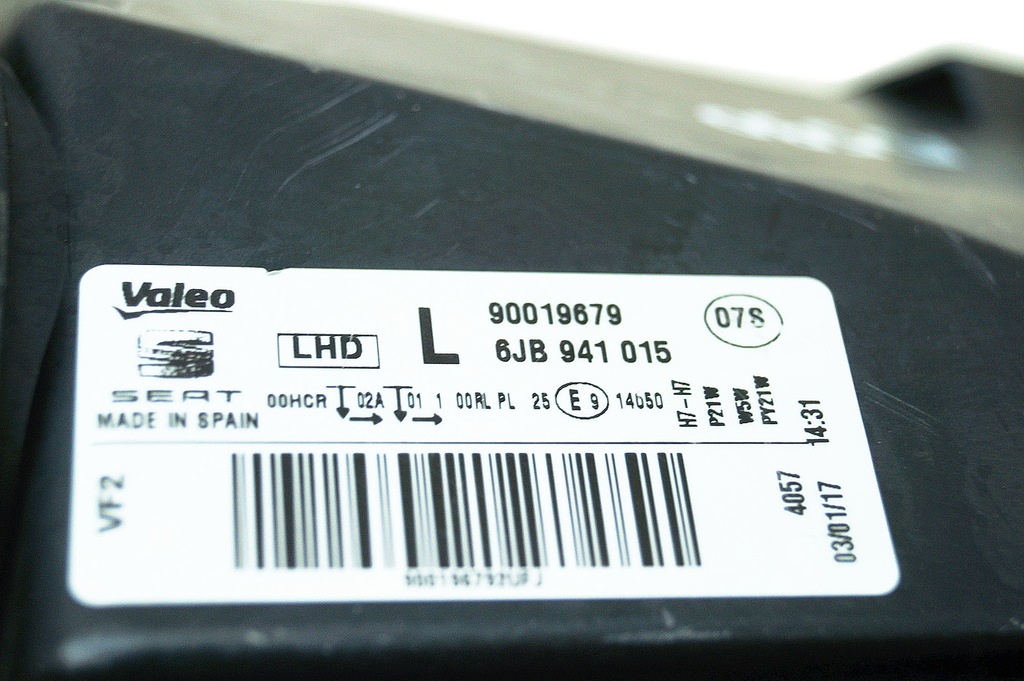 Valeo
SEAT
MADE IN SPAIN
LHD
L
90019679
6JB 941 015
07S
00HCR 02A 01 1 00RL PL 25 E 9 14650
H7-H7
P21W
W5W
PY21W
14:31
VF2
4057
03/01/17